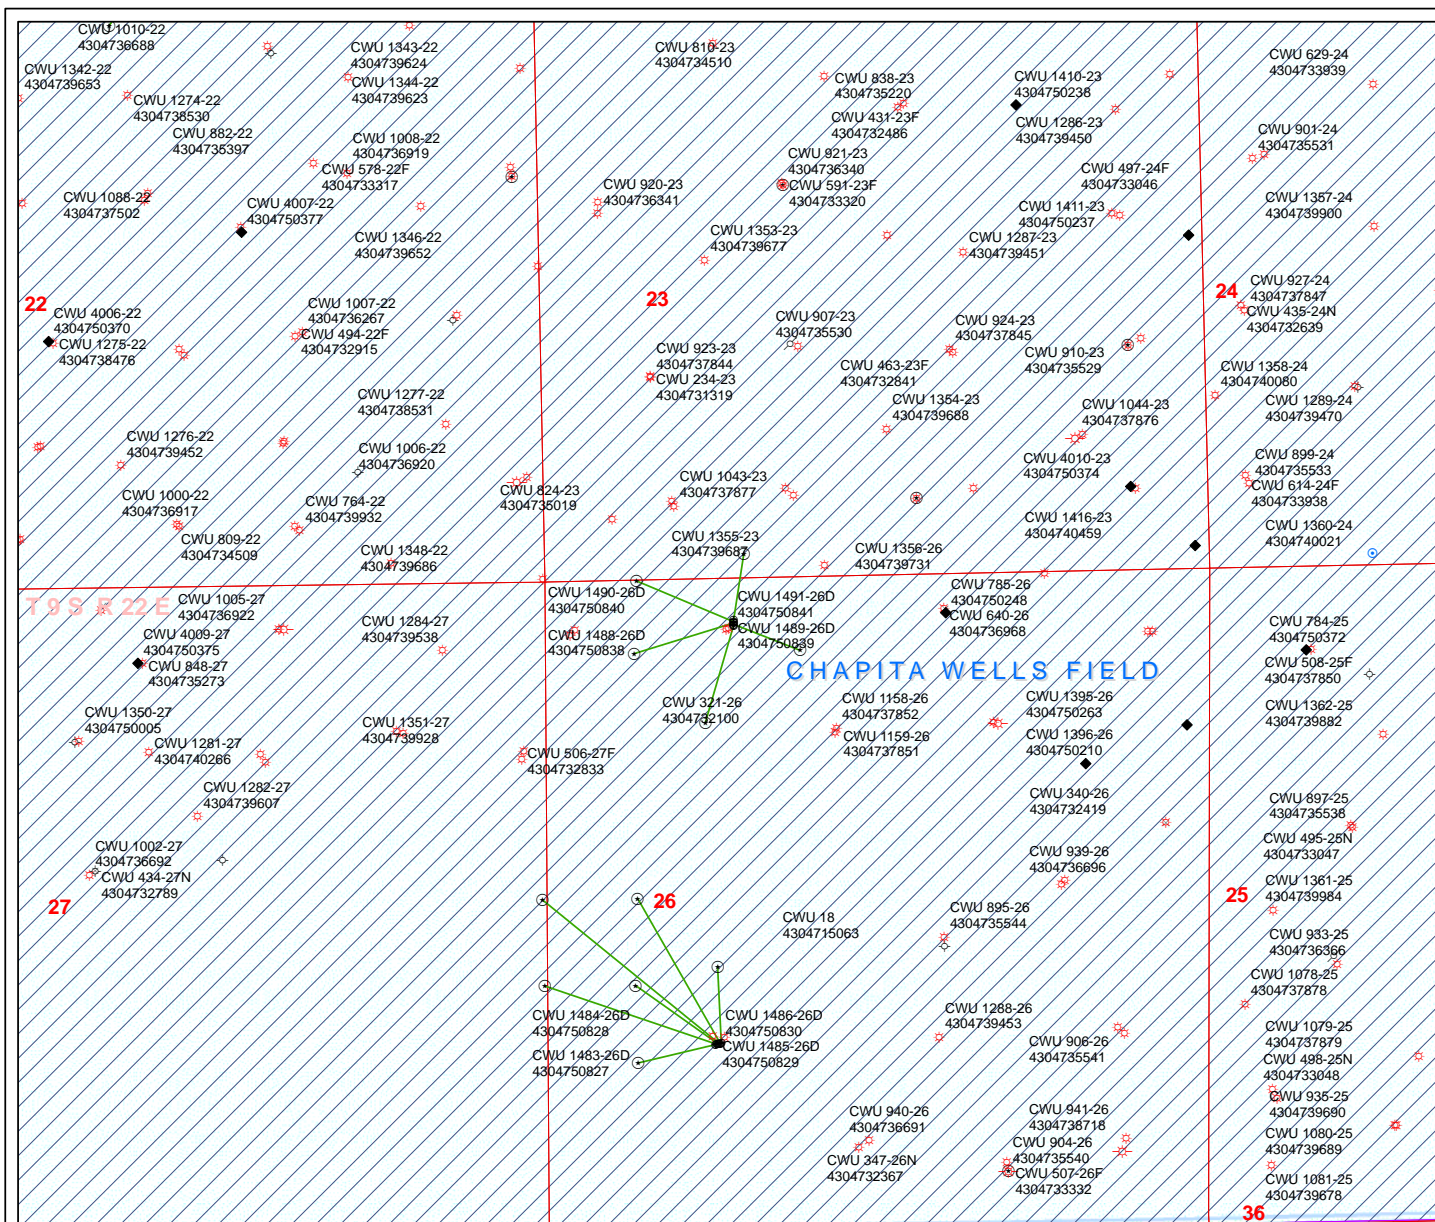 CWU 1010-22
4304736688
CWU 1343-22
4304739624
CWU 810-23
4304734510
CWU 629-24
4304733939
CWU 1342-22
4304739653
CWU 1344-22
4304739623
CWU 838-23
4304735220
CWU 1410-23
4304750238
CWU 1274-22
4304738530
CWU 431-23F
4304732486
CWU 1286-23
4304739450
CWU 882-22
4304735397
CWU 901-24
4304735531
CWU 1008-22
4304736919
CWU 921-23
4304736340
CWU 578-22F
4304733317
CWU 497-24F
4304733046
CWU 920-23
4304736341
CWU 591-23F
4304733320
CWU 1088-22
4304737502
CWU 4007-22
4304750377
CWU 1357-24
4304739900
CWU 1411-23
4304750237
CWU 1346-22
4304739652
CWU 1353-23
4304739677
CWU 1287-23
4304739451
22
23
24
CWU 927-24
4304737847
CWU 4006-22
4304750370
CWU 435-24N
4304732639
CWU 1007-22
4304736267
CWU 907-23
4304735530
CWU 924-23
4304737845
CWU 494-22F
4304732915
CWU 1275-22
4304738476
CWU 923-23
4304737844
CWU 910-23
4304735529
CWU 463-23F
4304732841
CWU 1358-24
4304740080
CWU 234-23
4304731319
CWU 1277-22
4304738531
CWU 1354-23
4304739688
CWU 1289-24
4304739470
CWU 1044-23
4304737876
CWU 1276-22
4304739452
CWU 1006-22
4304736920
CWU 4010-23
4304750374
CWU 899-24
4304735533
CWU 1043-23
4304737877
CWU 824-23
4304735019
CWU 614-24F
4304733938
CWU 1000-22
4304736917
CWU 764-22
4304739932
CWU 1416-23
4304740459
CWU 1360-24
4304740021
CWU 809-22
4304734509
CWU 1355-23
4304739687
CWU 1348-22
4304739686
CWU 1356-26
4304739731
T 9 S R 22 E
CWU 1005-27
4304736922
CWU 1490-26D
4304750840
CWU 1491-26D
4304750841
CWU 785-26
4304750248
CWU 640-26
4304736968
CWU 1284-27
4304739538
CWU 784-25
4304750372
CWU 4009-27
4304750375
CWU 1488-26D
4304750838
CWU 1489-26D
4304750839
CWU 848-27
4304735273
CHAPITA WELLS FIELD
CWU 508-25F
4304737850
CWU 321-26
4304732100
CWU 1158-26
4304737852
CWU 1395-26
4304750263
CWU 1362-25
4304739882
CWU 1350-27
4304750005
CWU 1351-27
4304739928
CWU 1159-26
4304737851
CWU 1396-26
4304750210
CWU 1281-27
4304740266
CWU 506-27F
4304732833
CWU 1282-27
4304739607
CWU 340-26
4304732419
CWU 897-25
4304735538
CWU 1002-27
4304736692
CWU 495-25N
4304733047
CWU 939-26
4304736696
CWU 434-27N
4304732789
CWU 1361-25
4304739984
27
26
25
CWU 18
4304715063
CWU 895-26
4304735544
CWU 933-25
4304736366
CWU 1078-25
4304737878
CWU 1484-26D
4304750828
CWU 1486-26D
4304750830
CWU 1288-26
4304739453
CWU 1079-25
4304737879
CWU 906-26
4304735541
CWU 1485-26D
4304750829
CWU 1483-26D
4304750827
CWU 498-25N
4304733048
CWU 935-25
4304739690
CWU 940-26
4304736691
CWU 941-26
4304738718
CWU 1080-25
4304739689
CWU 904-26
4304735540
CWU 347-26N
4304732367
CWU 507-26F
4304733332
CWU 1081-25
4304739678
36